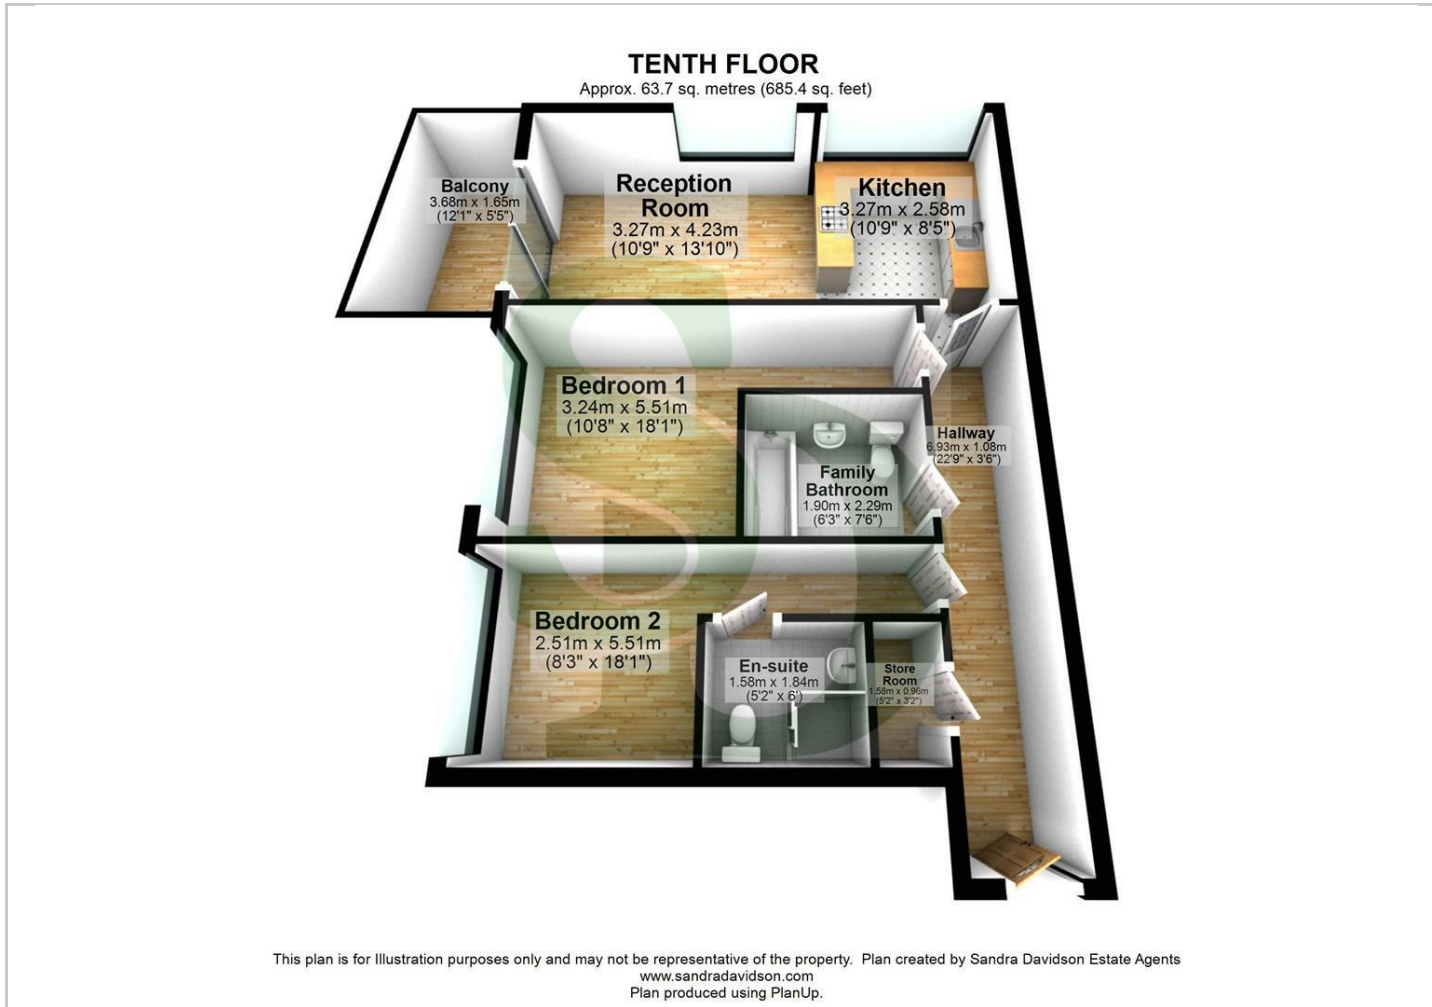 TENTH FLOOR
Approx. 63.7 sq. metres (685.4 sq. feet)
Balcony
3.68m x 1.65m
(12'1" x 5'5")
Reception
Room
3.27m x 4.23m
(10'9" x 13'10")
Kitchen
3.27m x 2.58m
(10'9" x 8'5")
Bedroom 1
3.24m x 5.51m
(10'8" x 18'1")
Family
Bathroom
1.90m x 2.29m
(6'3" x 7'6")
Hallway
6.93m x 1.08m
(22'9" x 3'6")
Bedroom 2
2.51m x 5.51m
(8'3" x 18'1")
En-suite
1.58m x 1.84m
(5'2" x 6')
Store
Room
1.58m x 0.96m
(5'2" x 3'2")
This plan is for Illustration purposes only and may not be representative of the property. Plan created by Sandra Davidson Estate Agents
www.sandradavidson.com
Plan produced using PlanUp.